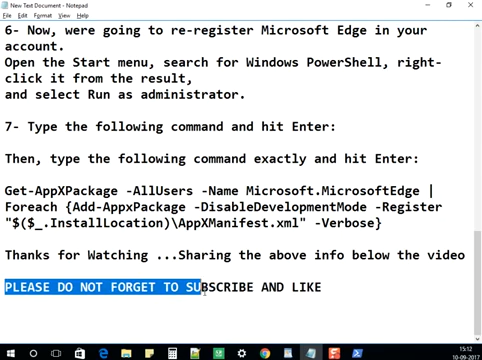 New Text Document - Notepad
File Edit Format View Help
6- Now, were going to re-register Microsoft Edge in your
account.
Open the Start menu, search for Windows PowerShell, right-
click it from the result,
and select Run as administrator.
7- Type the following command and hit Enter:
Then, type the following command exactly and hit Enter:
Get-AppXPackage -AllUsers -Name Microsoft.MicrosoftEdge |
Foreach {Add-AppxPackage -DisableDevelopmentMode -Register
"$($_.InstallLocation)\AppXManifest.xml" -Verbose}
Thanks for Watching ...Sharing the above info below the video
PLEASE DO NOT FORGET TO SUBSCRIBE AND LIKE
15:12
10-09-2017